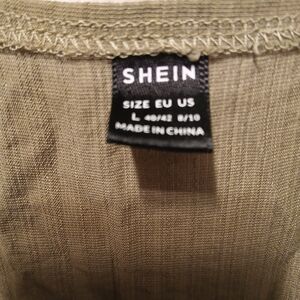 SHEIN
SIZE EU US
L 40/42 8/10
MADE IN CHINA